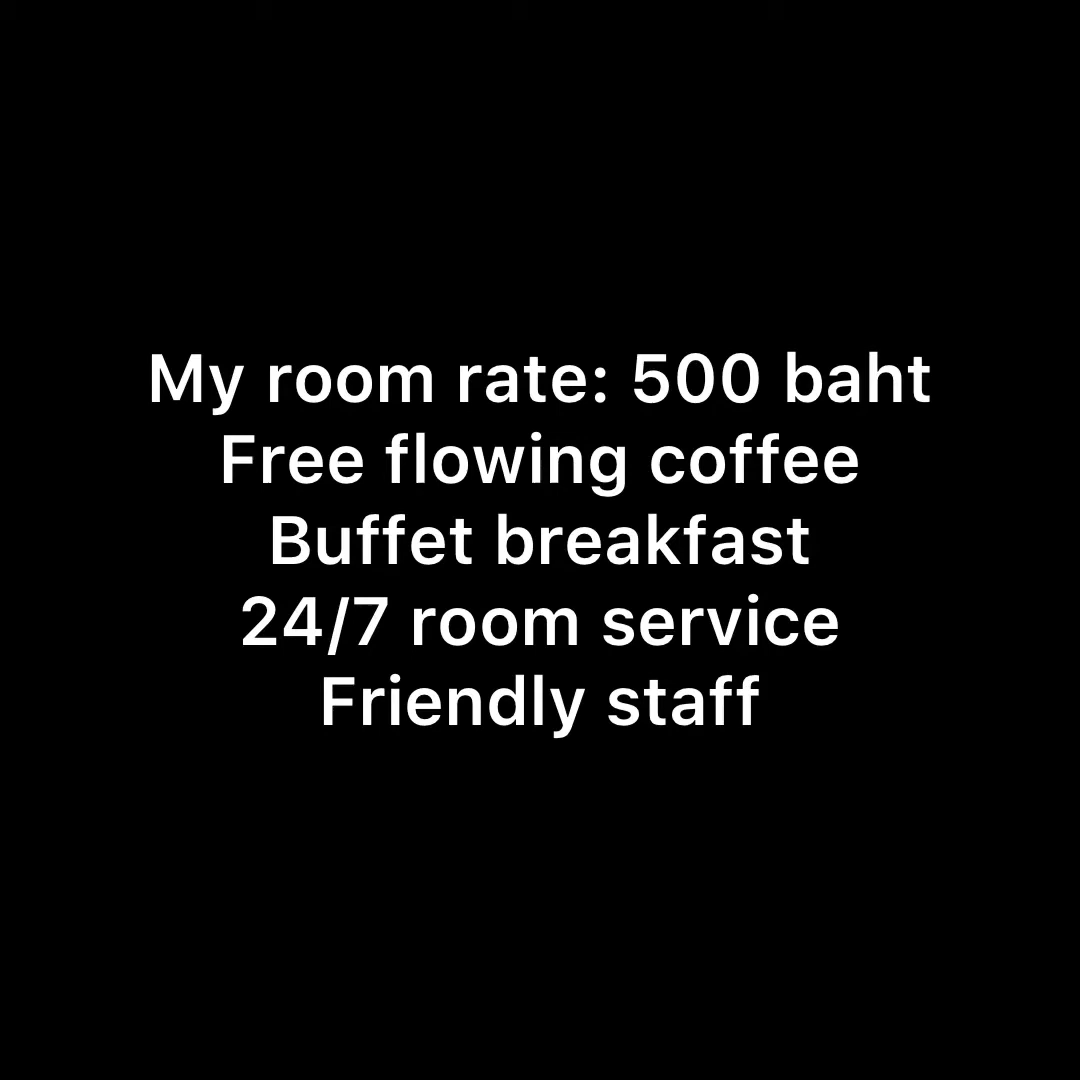 My room rate: 500 baht
Free flowing coffee
Buffet breakfast
24/7 room service
Friendly staff